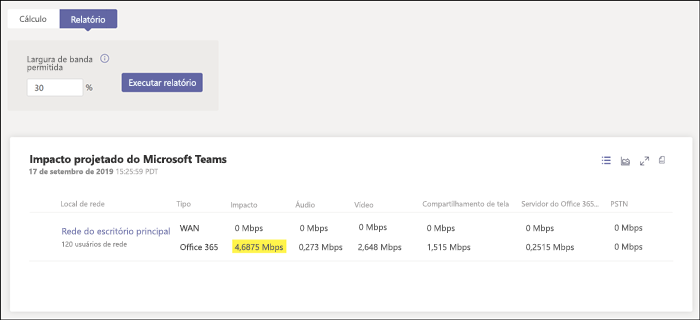 Cálculo Relatório
Largura de banda
permitida
30 %
Executar relatório
Impacto projetado do Microsoft Teams
17 de setembro de 2019 15:25:59 PDT
Local de rede Tipo Impacto Áudio Vídeo Compartilhamento de tela Servidor do Office 365... PSTN
Rede do escritório principal WAN 0 Mbps 0 Mbps 0 Mbps 0 Mbps 0 Mbps 0 Mbps
120 usuários de rede Office 365 4,6875 Mbps 0,273 Mbps 2,648 Mbps 1,515 Mbps 0,2515 Mbps 0 Mbps